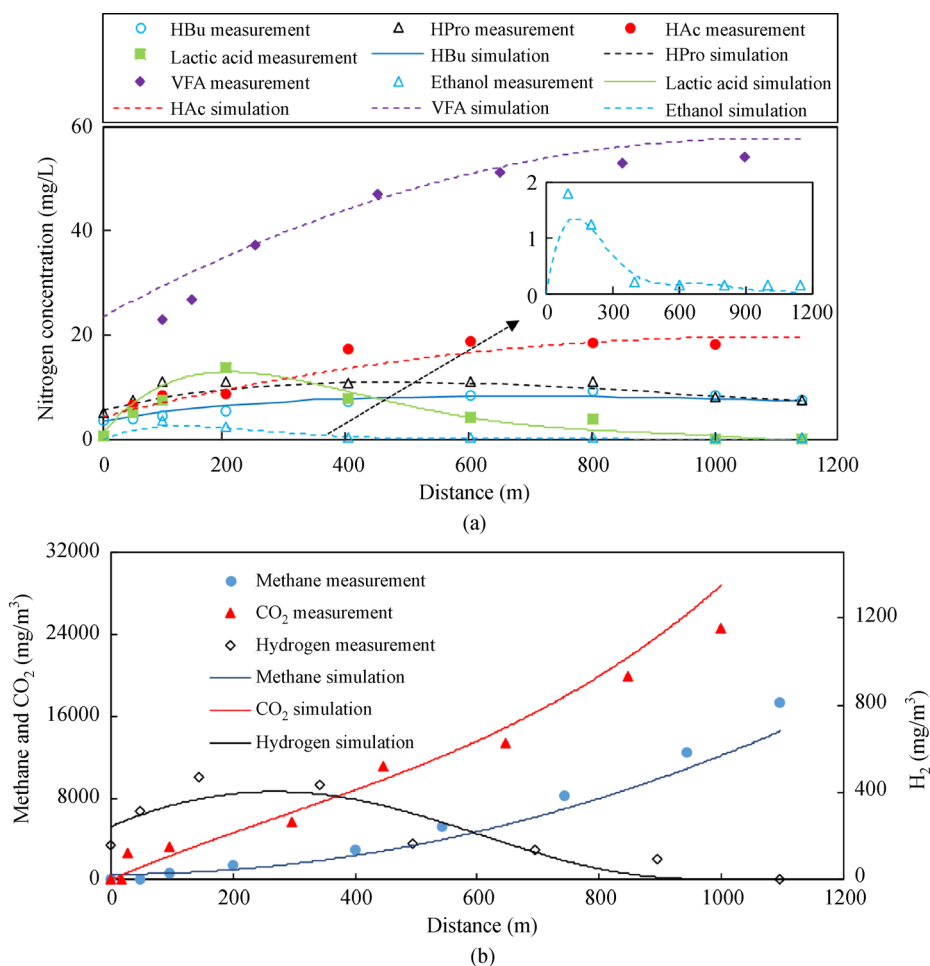 HBu measurement HPro measurement HAc measurement
Lactic acid measurement HBu simulation HPro simulation
VFA measurement Ethanol measurement Lactic acid simulation
HAc simulation VFA simulation Ethanol simulation
Nitrogen concentration (mg/L)
60
40
20
0
2
1
0
0 300 600 900 1200
0 200 400 600 800 1000 1200
Distance (m)
(a)
Methane and CO2 (mg/m³)
32000
24000
16000
8000
0
Methane measurement
CO2 measurement
Hydrogen measurement
Methane simulation
CO2 simulation
Hydrogen simulation
1200
800
400
0
H2 (mg/m³)
0 200 400 600 800 1000 1200
Distance (m)
(b)